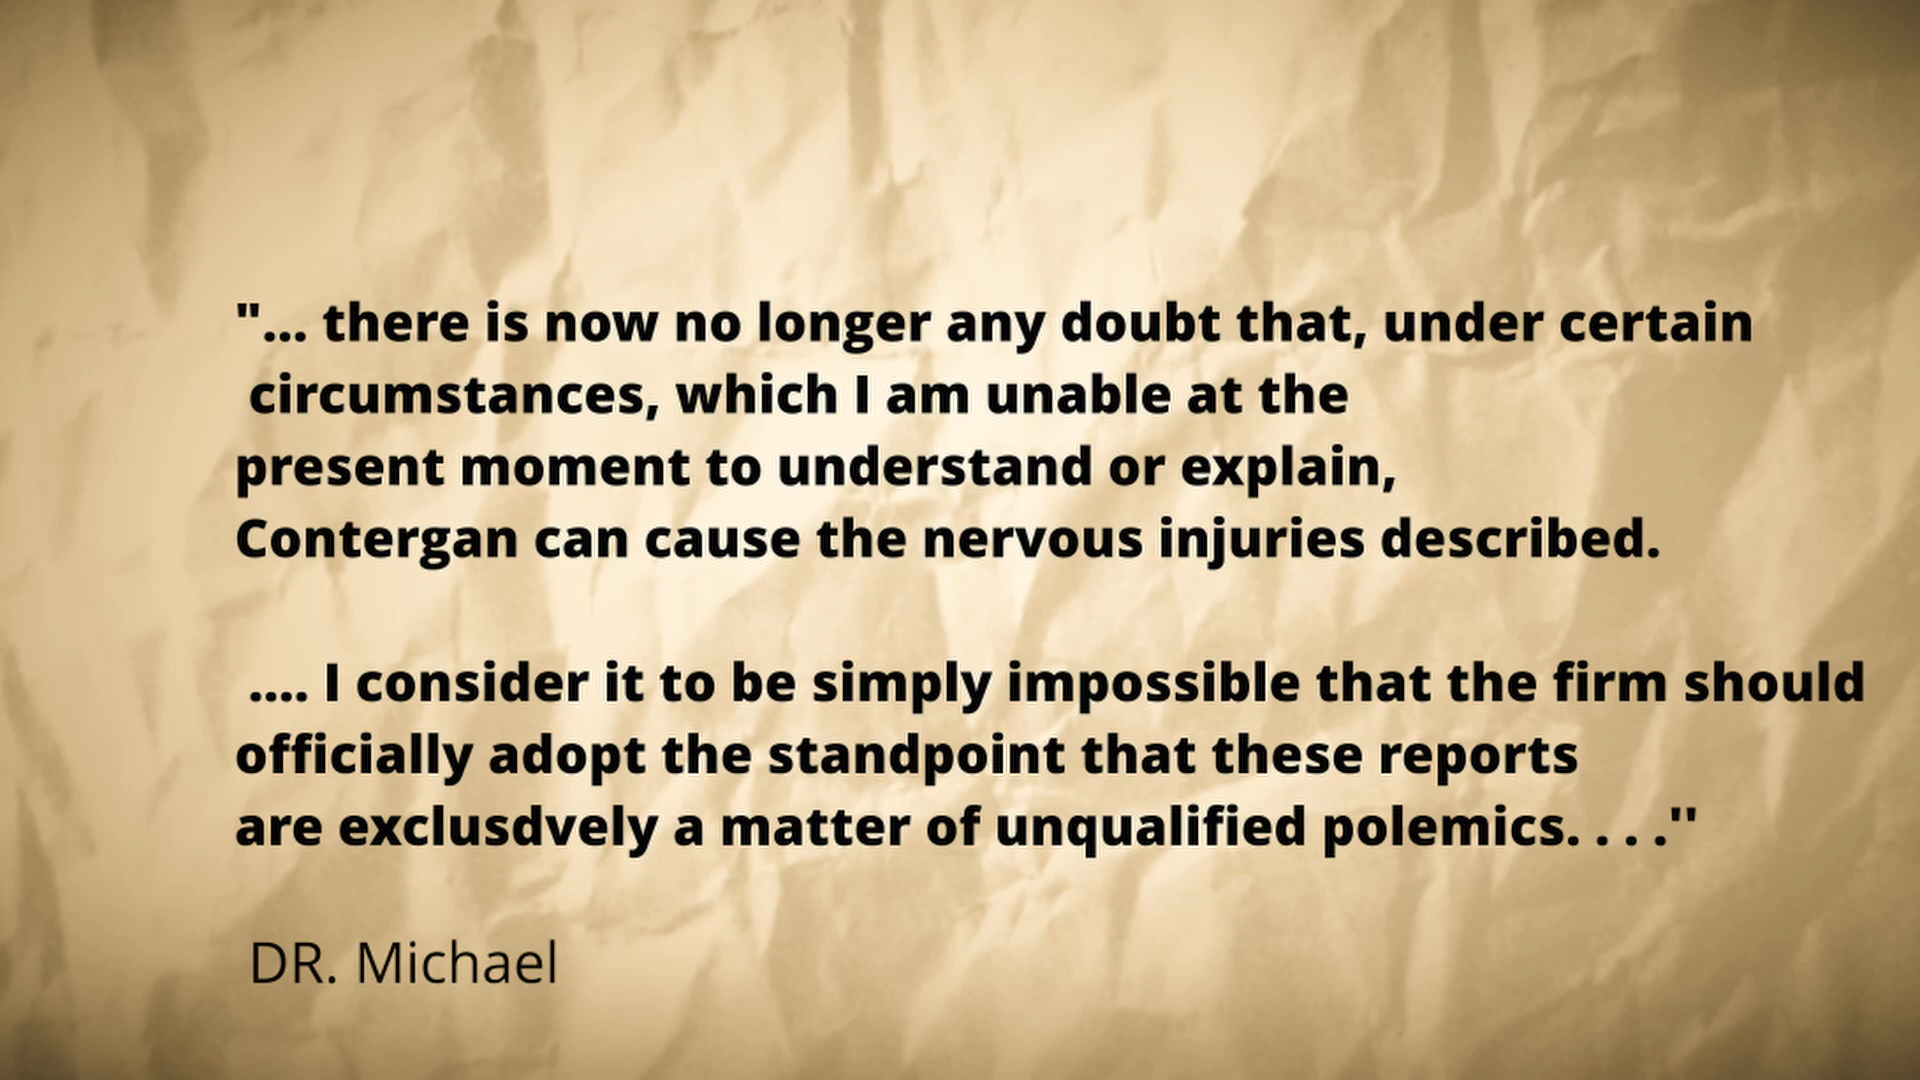 "... there is now no longer any doubt that, under certain
circumstances, which I am unable at the
present moment to understand or explain,
Contergan can cause the nervous injuries described.
.... I consider it to be simply impossible that the firm should
officially adopt the standpoint that these reports
are exclusdvely a matter of unqualified polemics. . . .''
DR. Michael